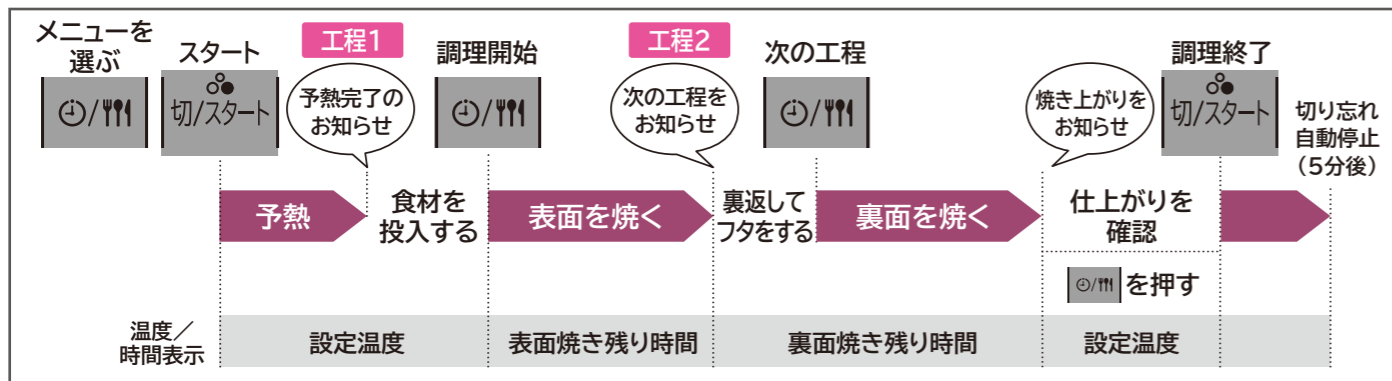 メニューを
選ぶ
スタート
工程1
調理開始
工程2
次の工程
調理終了
切/スタート
予熱完了の
お知らせ
次の工程を
お知らせ
焼き上がりを
お知らせ
切/スタート
切り忘れ
自動停止
（5分後）
予熱
食材を
投入する
表面を焼く
裏返して
フタをする
裏面を焼く
仕上がりを
確認
を押す
温度／
時間表示
設定温度
表面焼き残り時間
裏面焼き残り時間
設定温度